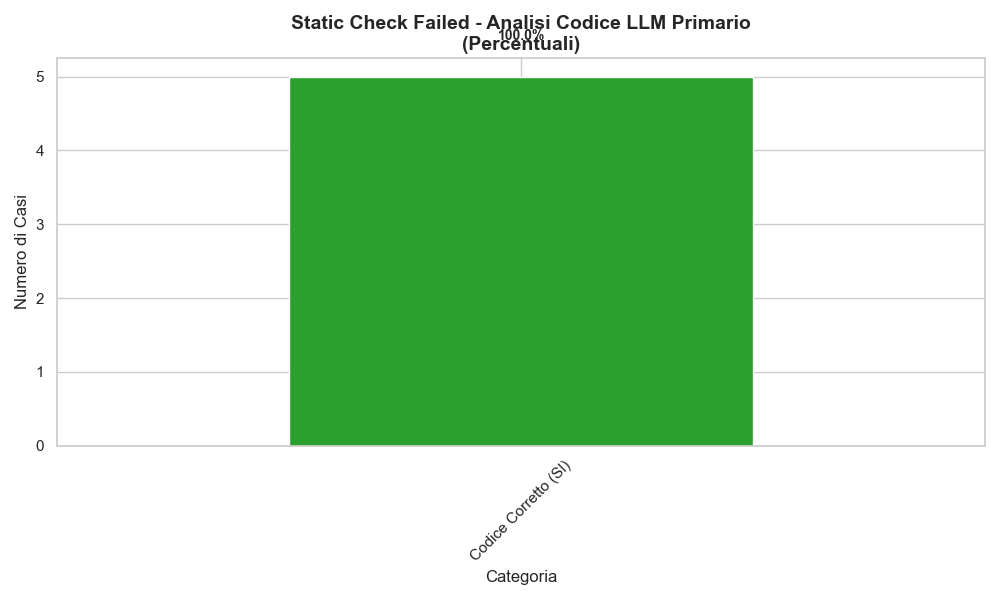 Static Check Failed - Analisi Codice LLM Primario
(Percentuali)
100.0%
5
4
3
2
1
0
Numero di Casi
Codice Corretto (SI)
Categoria